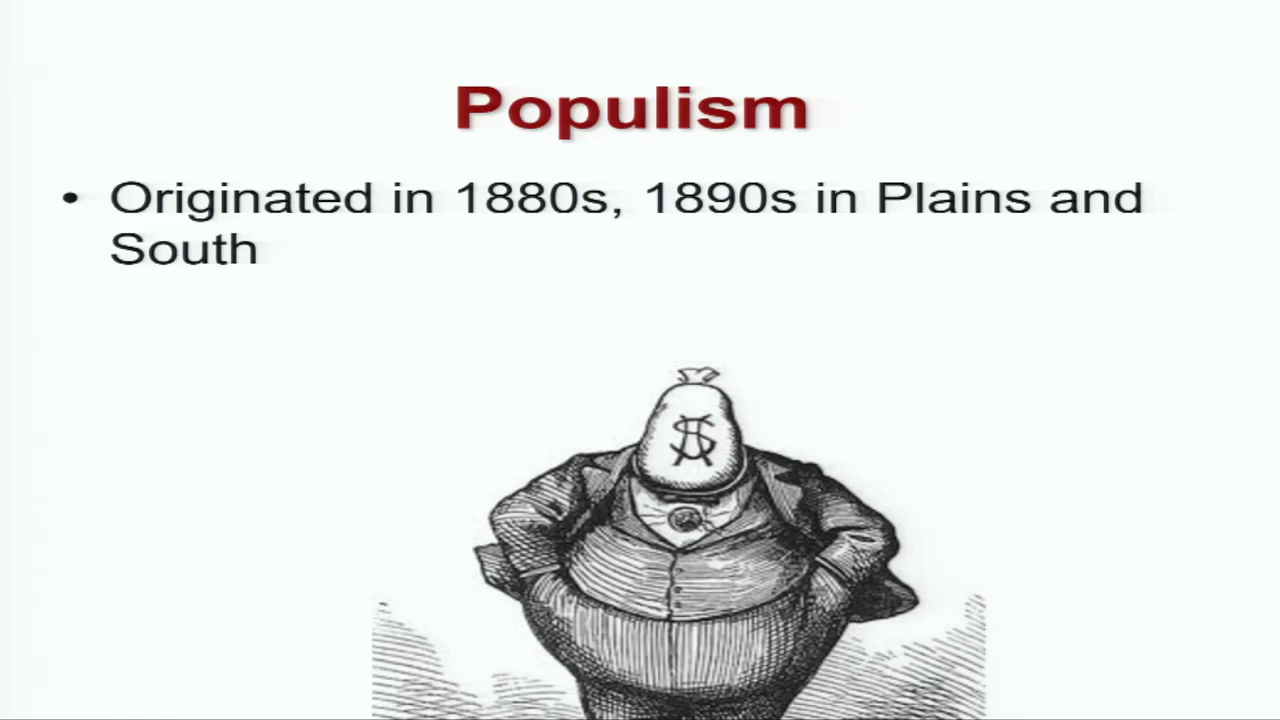 Populism
• Originated in 1880s, 1890s in Plains and
South
$